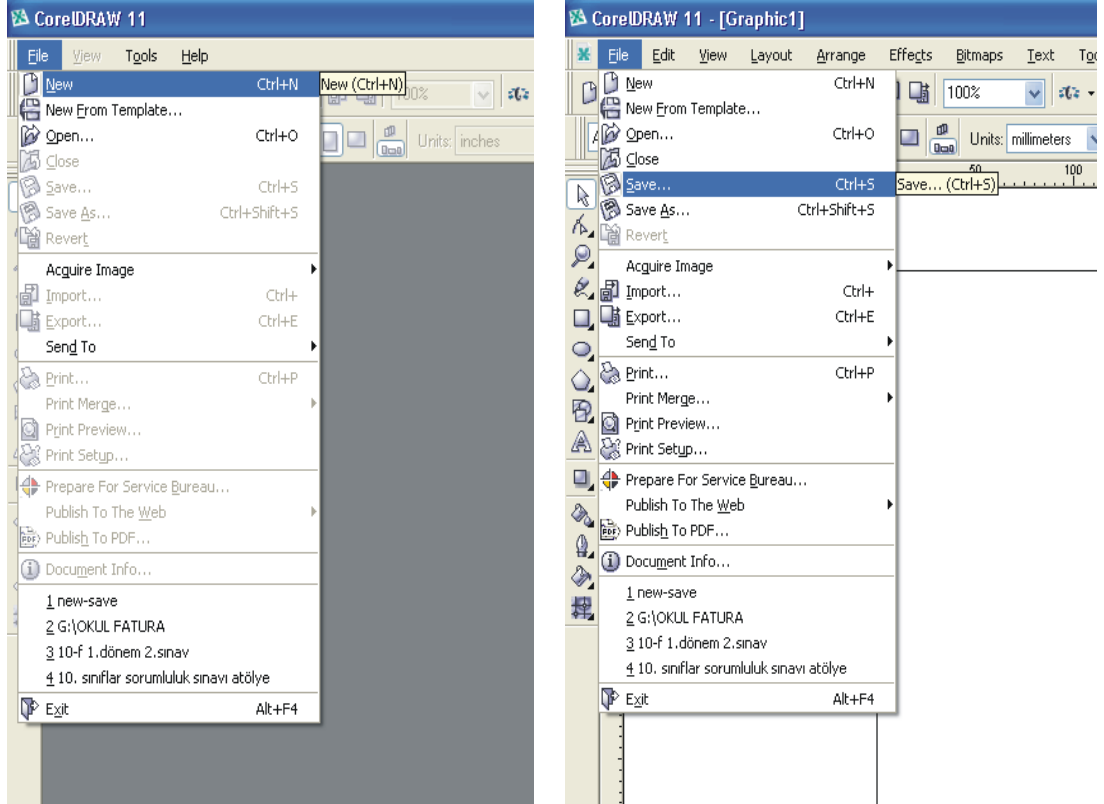 CorelDRAW 11
File View Tools Help
New Ctrl+N New (Ctrl+N) 100%
New From Template...
Open... Ctrl+O Units: inches
Close
Save... Ctrl+S
Save As... Ctrl+Shift+S
Revert
Acquire Image
Import... Ctrl+
Export... Ctrl+E
Send To
Print... Ctrl+P
Print Merge...
Print Preview...
Print Setup...
Prepare For Service Bureau...
Publish To The Web
Publish To PDF...
Document Info...
1 new-save
2 G:\OKUL FATURA
3 10-f 1.dönem 2.sınav
4 10. sınıflar sorumluluk sınavı atölye
Exit Alt+F4
CorelDRAW 11 - [Graphic1]
File Edit View Layout Arrange Effects Bitmaps Text
New Ctrl+N 100%
New From Template...
Open... Ctrl+O Units: millimeters
Close
50 100
Save... Ctrl+S Save... (Ctrl+S)
Save As... Ctrl+Shift+S
Revert
Acquire Image
Import... Ctrl+
Export... Ctrl+E
Send To
Print... Ctrl+P
Print Merge...
Print Preview...
Print Setup...
Prepare For Service Bureau...
Publish To The Web
Publish To PDF...
Document Info...
1 new-save
2 G:\OKUL FATURA
3 10-f 1.dönem 2.sınav
4 10. sınıflar sorumluluk sınavı atölye
Exit Alt+F4